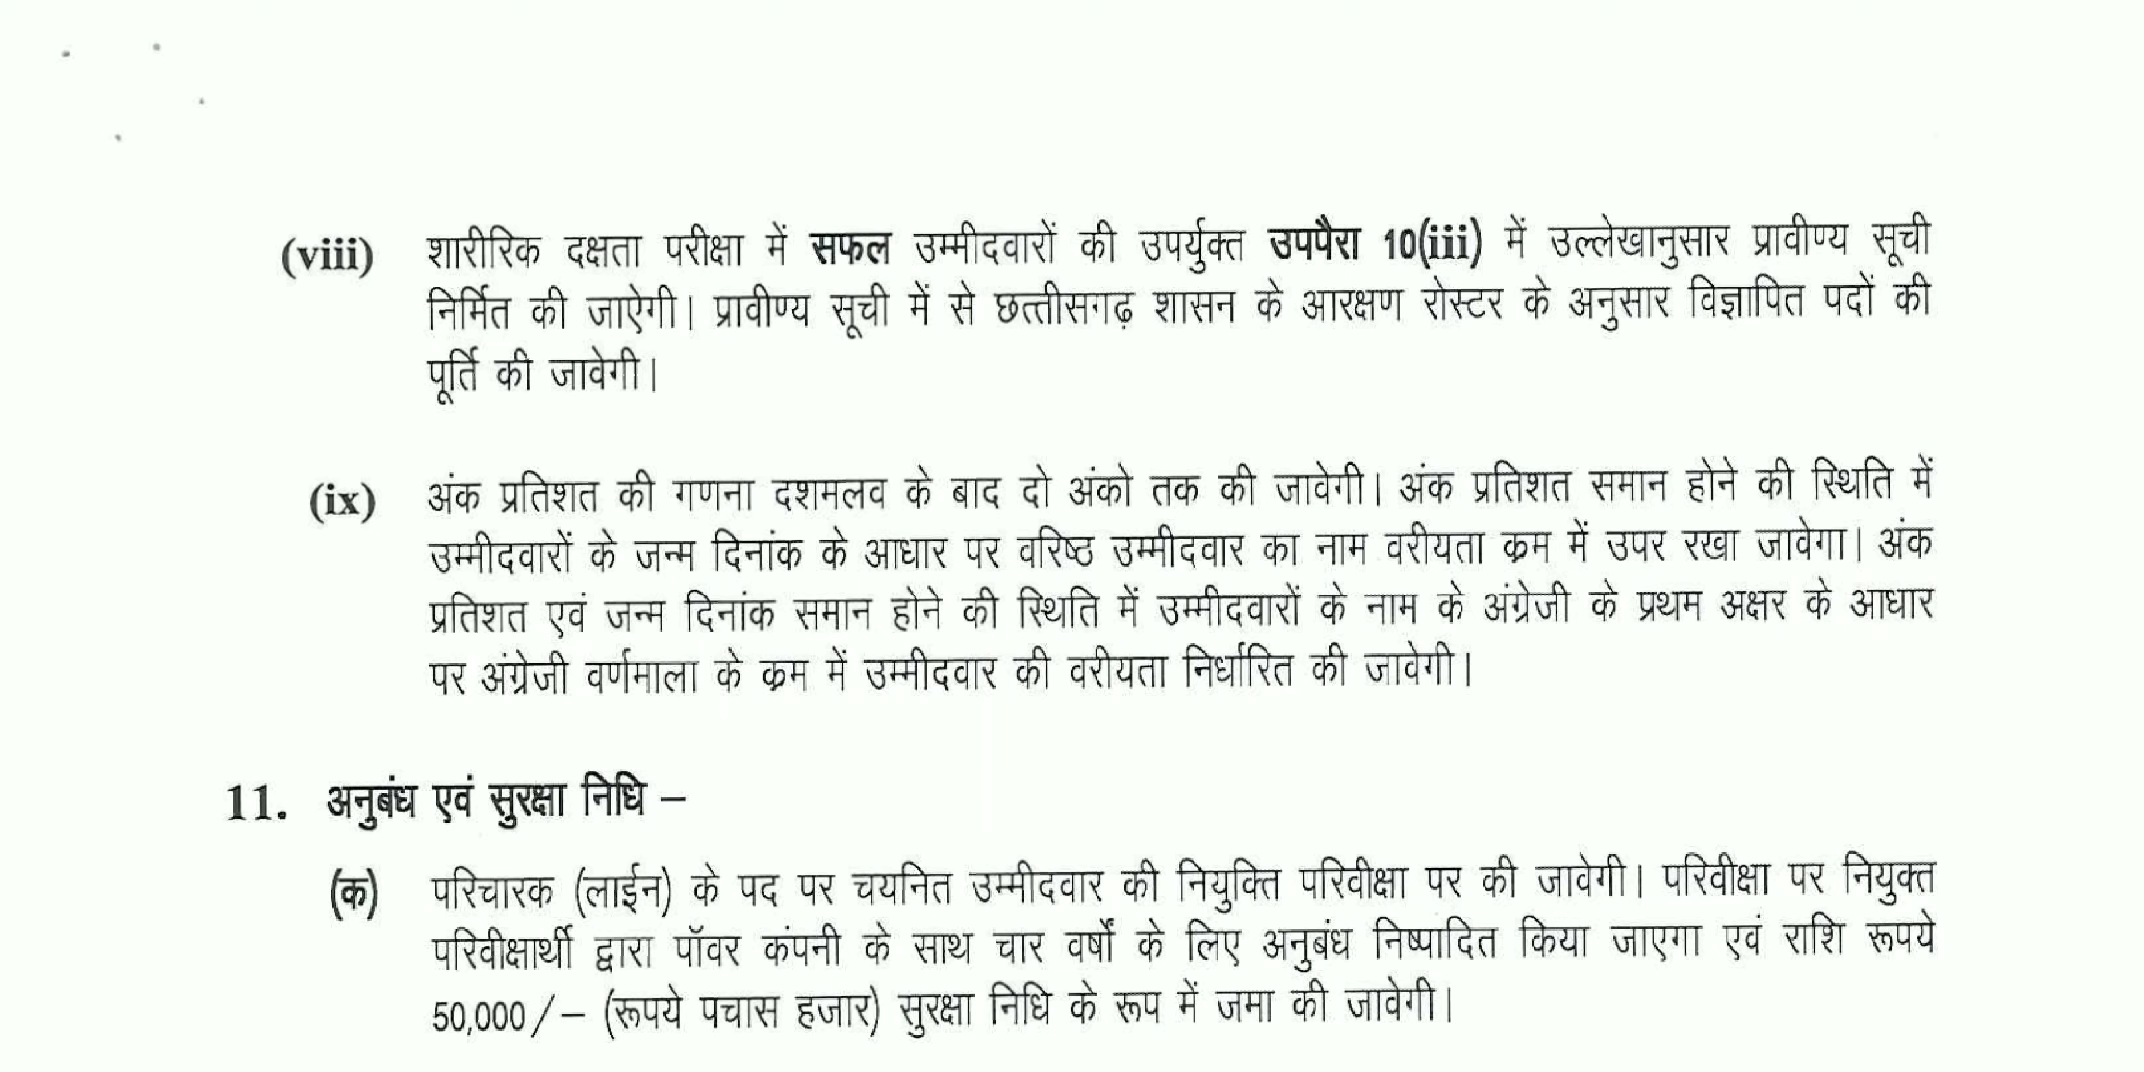 (viii) शारीरिक दक्षता परीक्षा में सफल उम्मीदवारों की उपर्युक्त उपपैरा 10(iii) में उल्लेखानुसार प्रावीण्य सूची
निर्मित की जाऐगी। प्रावीण्य सूची में से छत्तीसगढ़ शासन के आरक्षण रोस्टर के अनुसार विज्ञापित पदों की
पूर्ति की जावेगी।
(ix) अंक प्रतिशत की गणना दशमलव के बाद दो अंको तक की जावेगी। अंक प्रतिशत समान होने की स्थिति में
उम्मीदवारों के जन्म दिनांक के आधार पर वरिष्ठ उम्मीदवार का नाम वरीयता क्रम में उपर रखा जावेगा। अंक
प्रतिशत एवं जन्म दिनांक समान होने की स्थिति में उम्मीदवारों के नाम के अंग्रेजी के प्रथम अक्षर के आधार
पर अंग्रेजी वर्णमाला के क्रम में उम्मीदवार की वरीयता निर्धारित की जावेगी।
11. अनुबंध एवं सुरक्षा निधि –
(क) परिचारक (लाईन) के पद पर चयनित उम्मीदवार की नियुक्ति परिवीक्षा पर की जावेगी। परिवीक्षा पर नियुक्त
परिवीक्षार्थी द्वारा पॉवर कंपनी के साथ चार वर्षों के लिए अनुबंध निष्पादित किया जाएगा एवं राशि रूपये
50,000/– (रूपये पचास हजार) सुरक्षा निधि के रूप में जमा की जावेगी।